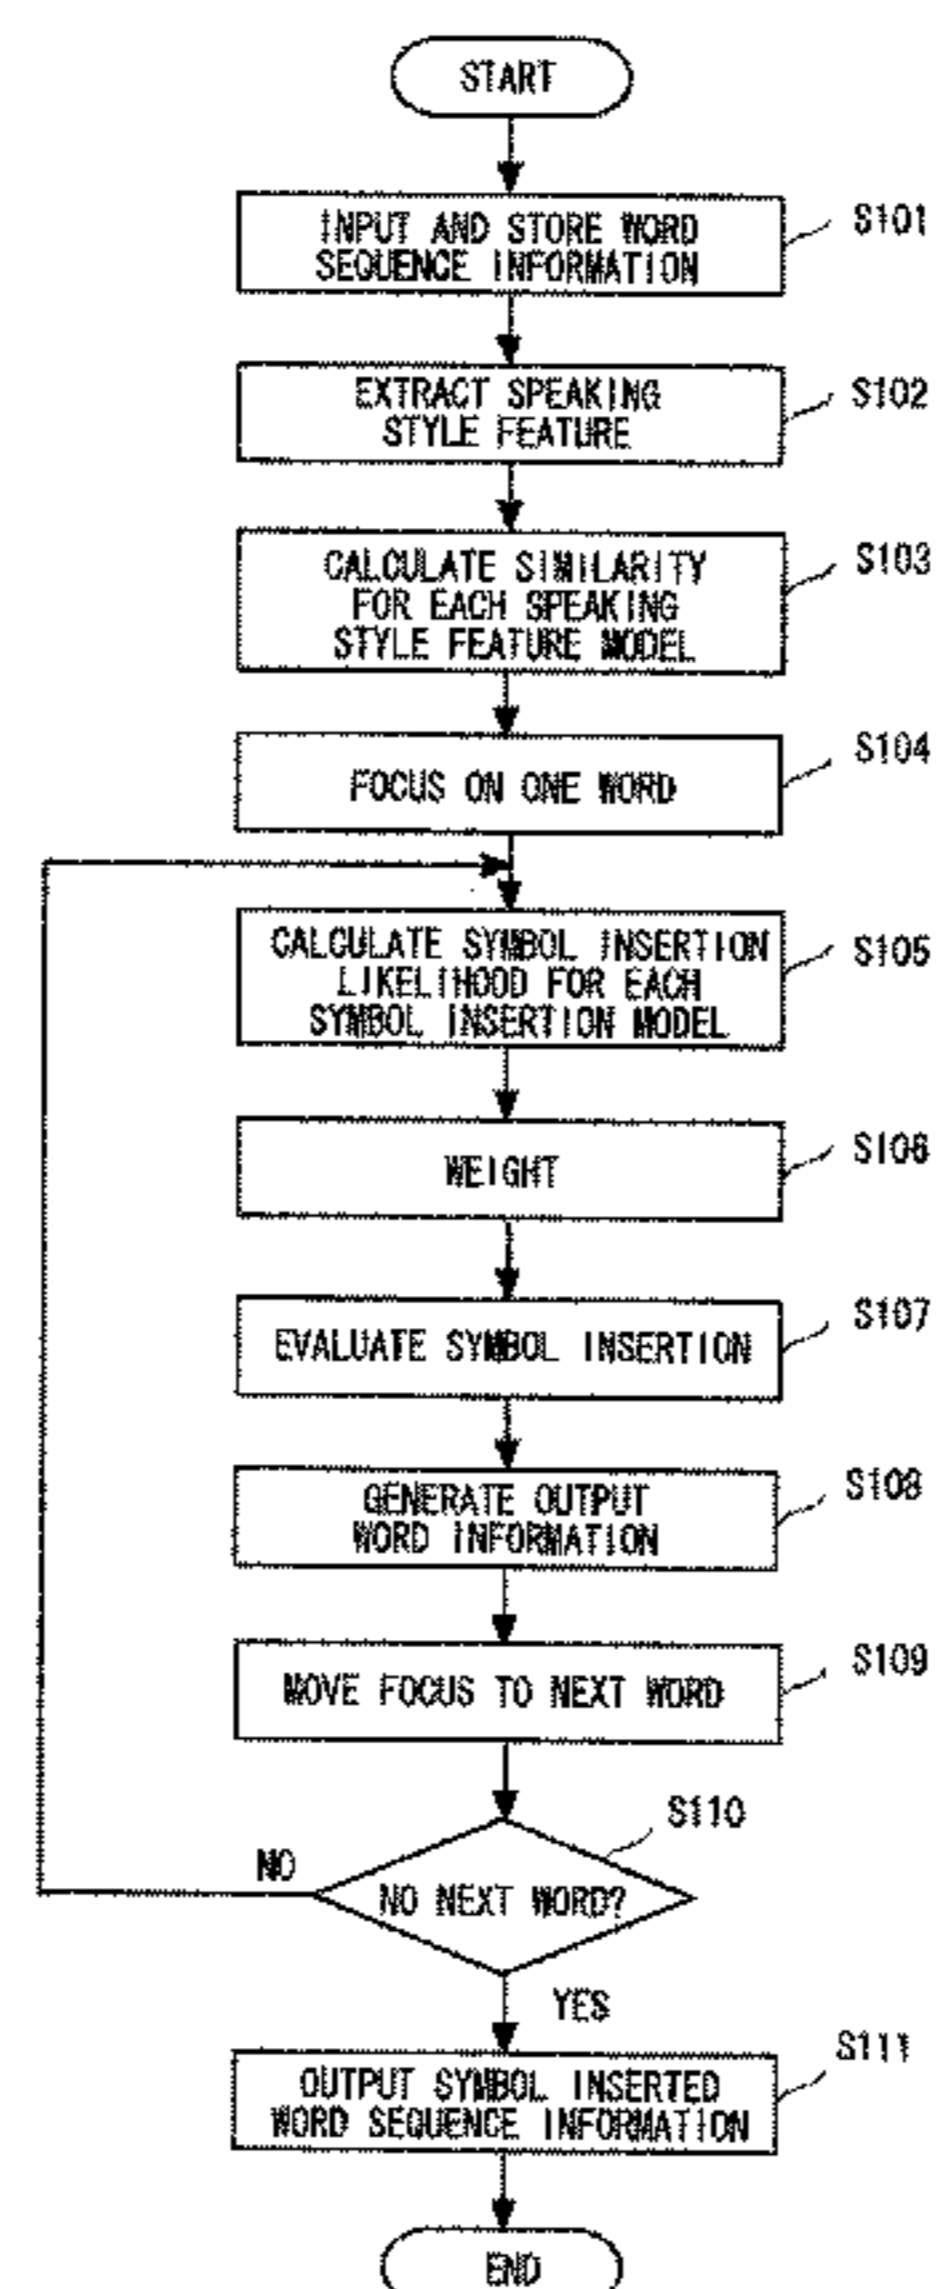 START
INPUT AND STORE WORD
SEQUENCE INFORMATION
S101
EXTRACT SPEAKING
STYLE FEATURE
S102
CALCULATE SIMILARITY
FOR EACH SPEAKING
STYLE FEATURE MODEL
S103
FOCUS ON ONE WORD
S104
CALCULATE SYMBOL INSERTION
LIKELIHOOD FOR EACH
SYMBOL INSERTION MODEL
S105
WEIGHT
S106
EVALUATE SYMBOL INSERTION
S107
GENERATE OUTPUT
WORD INFORMATION
S108
MOVE FOCUS TO NEXT WORD
S109
S110
NO
NO NEXT WORD?
YES
OUTPUT SYMBOL INSERTED
WORD SEQUENCE INFORMATION
S111
END